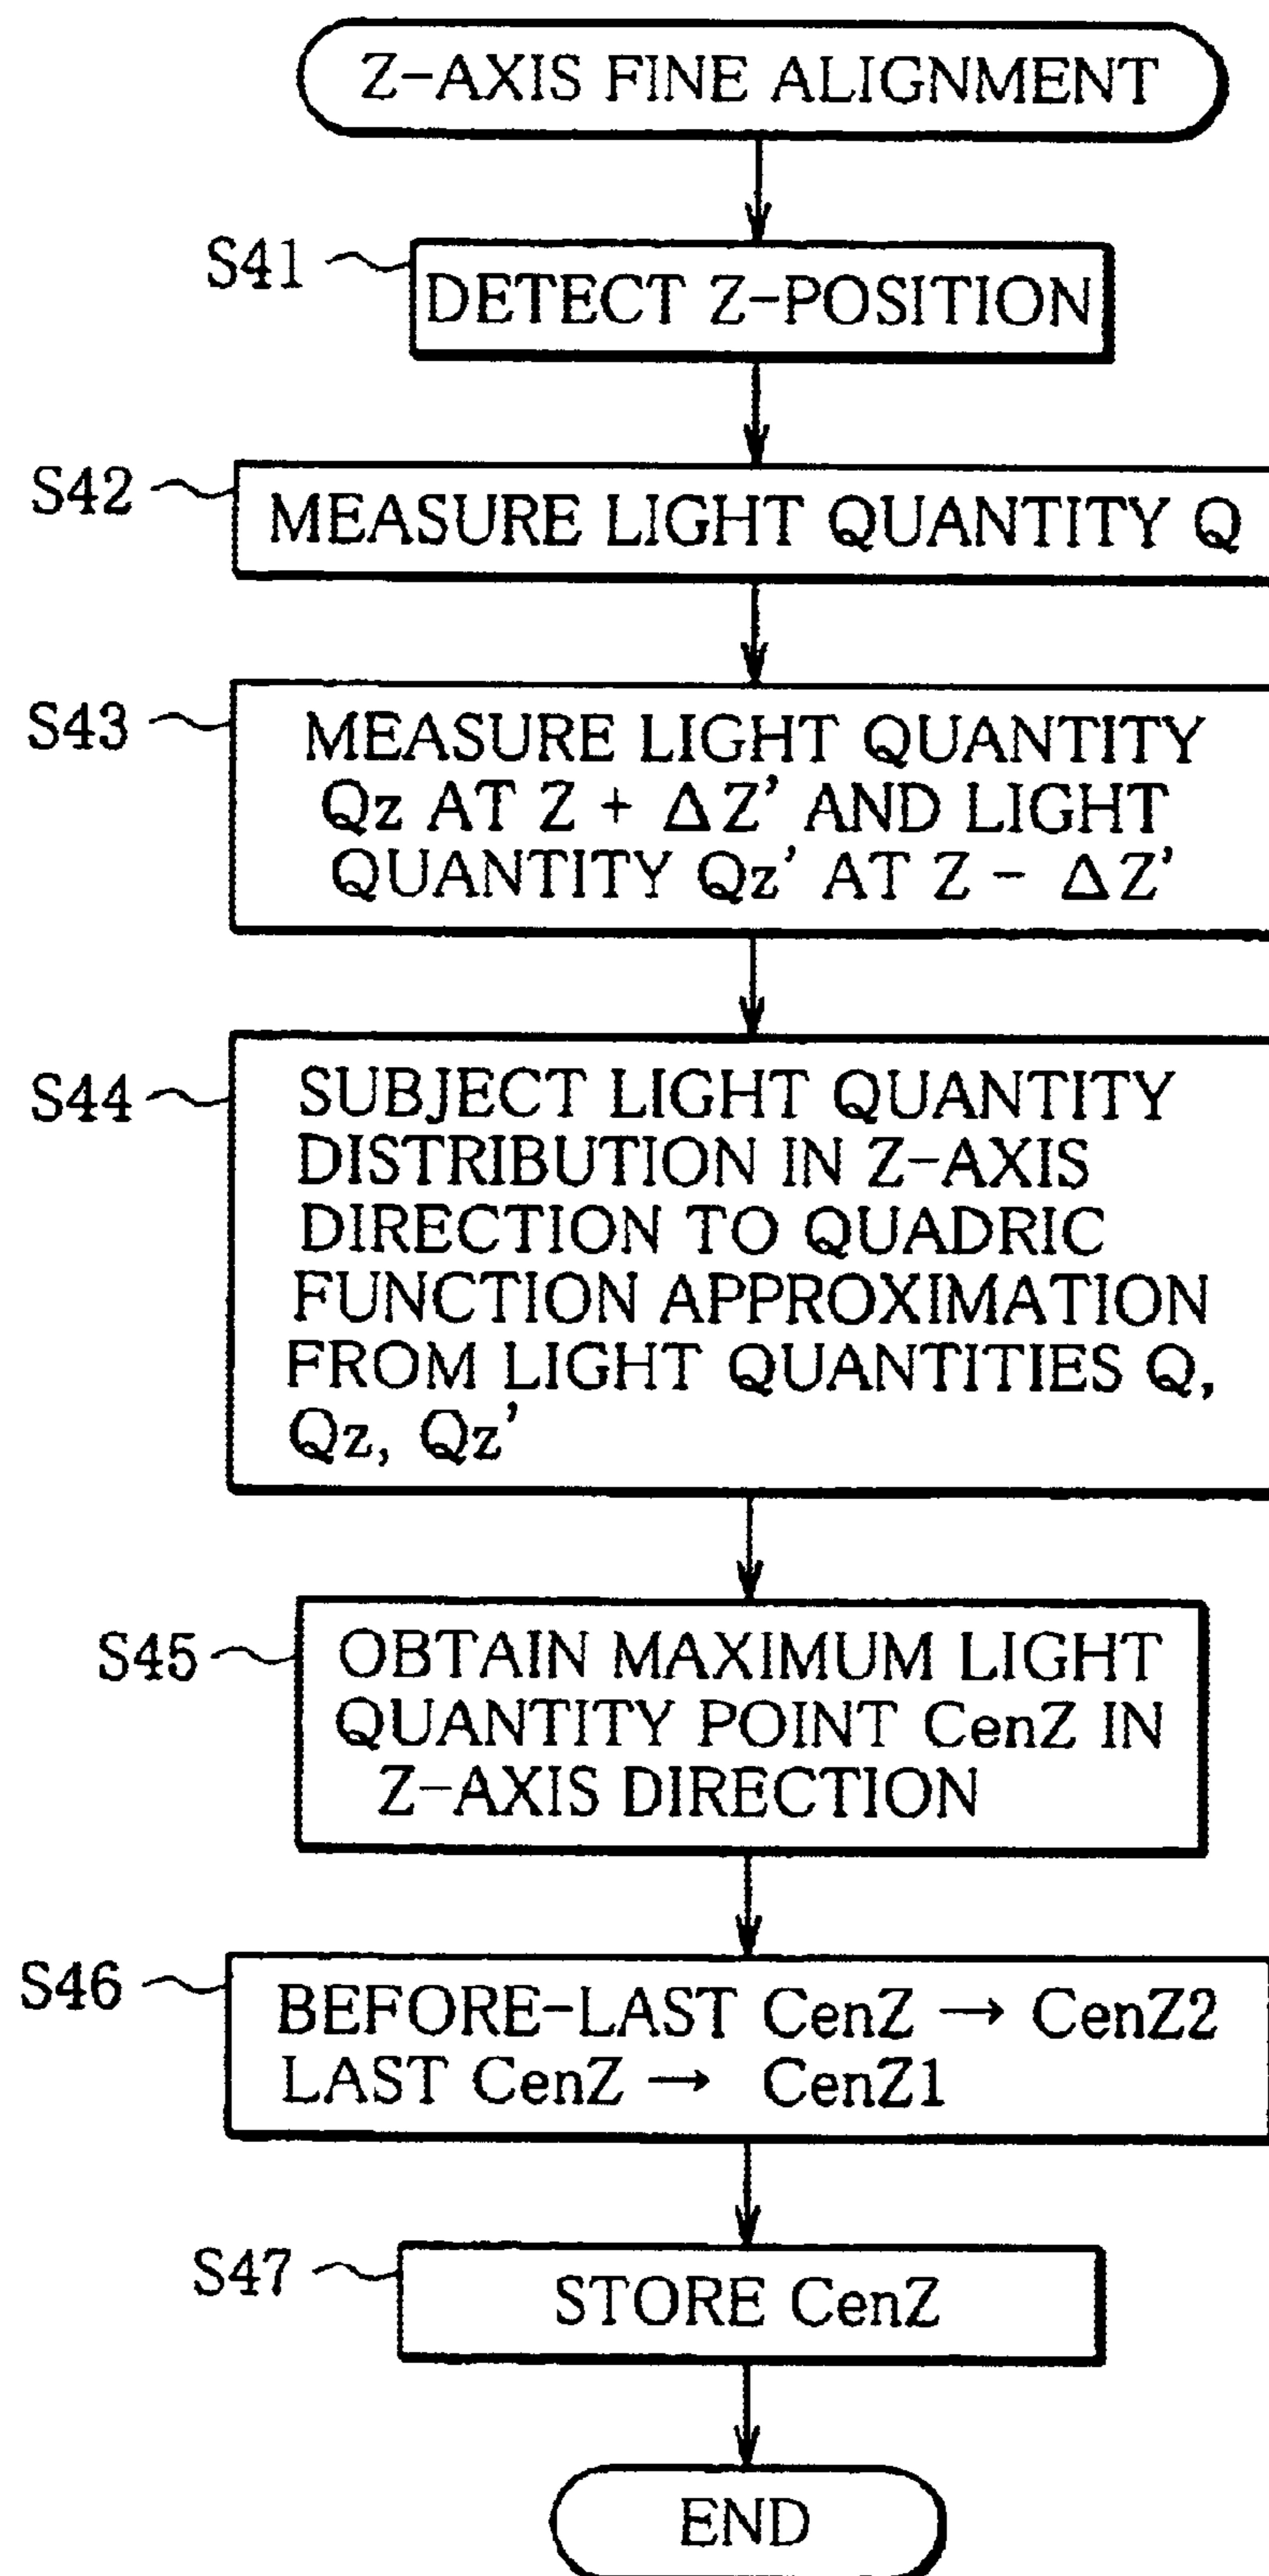 Z-AXIS FINE ALIGNMENT
S41
DETECT Z-POSITION
S42
MEASURE LIGHT QUANTITY Q
S43
MEASURE LIGHT QUANTITY
Qz AT Z + ΔZ' AND LIGHT
QUANTITY Qz' AT Z - ΔZ'
S44
SUBJECT LIGHT QUANTITY
DISTRIBUTION IN Z-AXIS
DIRECTION TO QUADRIC
FUNCTION APPROXIMATION
FROM LIGHT QUANTITIES Q,
Qz, Qz'
S45
OBTAIN MAXIMUM LIGHT
QUANTITY POINT CenZ IN
Z-AXIS DIRECTION
S46
BEFORE-LAST CenZ → CenZ2
LAST CenZ → CenZ1
S47
STORE CenZ
END